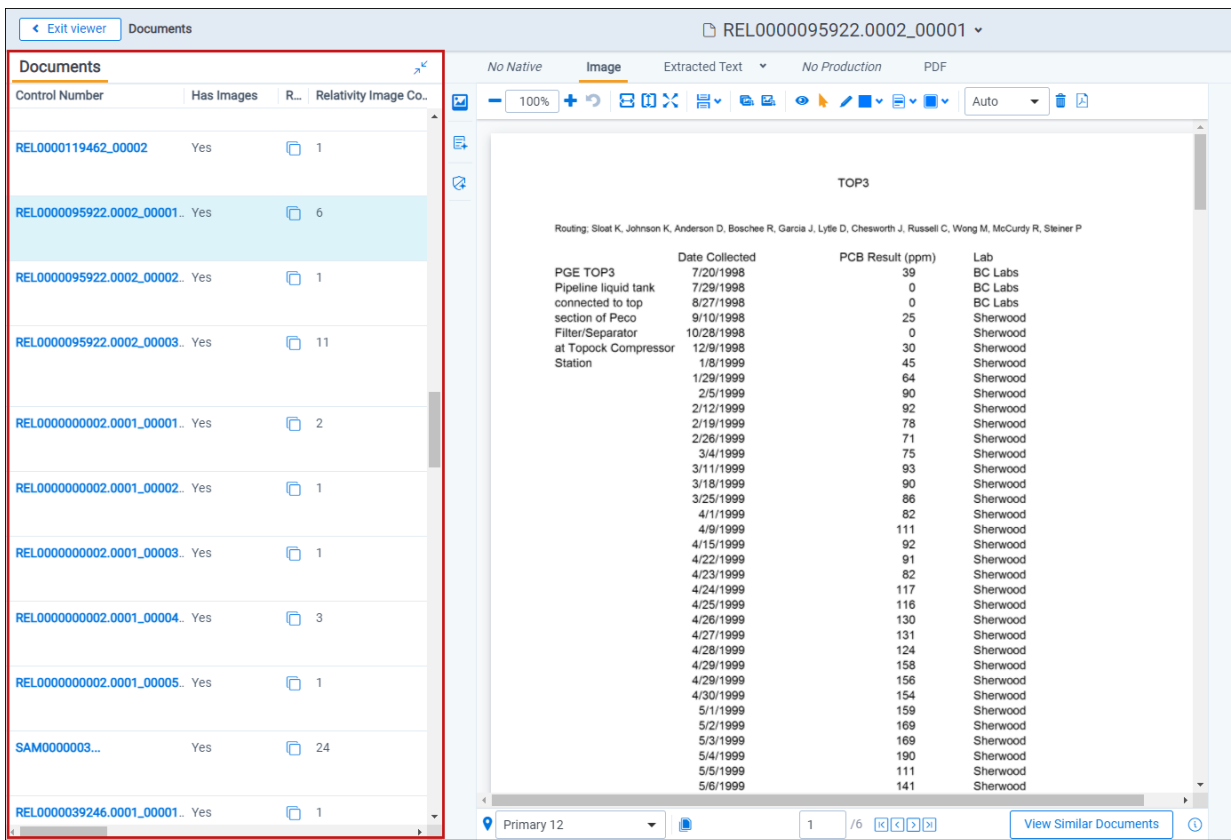 Exit viewer Documents REL0000095922.0002_00001
Documents
Control Number Has Images R... Relativity Image Co..
REL0000119462_00002 Yes 1
REL0000095922.0002_00001.. Yes 6
REL0000095922.0002_00002.. Yes 1
REL0000095922.0002_00003.. Yes 11
REL0000000002.0001_00001.. Yes 2
REL0000000002.0001_00002.. Yes 1
REL0000000002.0001_00003.. Yes 1
REL0000000002.0001_00004.. Yes 3
REL0000000002.0001_00005.. Yes 1
SAM0000003... Yes 24
REL0000039246.0001_00001.. Yes 1
No Native Image Extracted Text No Production PDF
100% Auto
TOP3
Routing; Sloat K, Johnson K, Anderson D, Boschee R, Garcia J, Lytle D, Chesworth J, Russell C, Wong M, McCurdy R, Steiner P
Date Collected PCB Result (ppm) Lab
PGE TOP3 7/20/1998 39 BC Labs
Pipeline liquid tank 7/29/1998 0 BC Labs
connected to top 8/27/1998 0 BC Labs
section of Peco 9/10/1998 25 Sherwood
Filter/Separator 10/28/1998 0 Sherwood
at Topock Compressor 12/9/1998 30 Sherwood
Station 1/8/1999 45 Sherwood
1/29/1999 64 Sherwood
2/5/1999 90 Sherwood
2/12/1999 92 Sherwood
2/19/1999 78 Sherwood
2/26/1999 71 Sherwood
3/4/1999 75 Sherwood
3/11/1999 93 Sherwood
3/18/1999 90 Sherwood
3/25/1999 86 Sherwood
4/1/1999 82 Sherwood
4/9/1999 111 Sherwood
4/15/1999 92 Sherwood
4/22/1999 91 Sherwood
4/23/1999 82 Sherwood
4/24/1999 117 Sherwood
4/25/1999 116 Sherwood
4/26/1999 130 Sherwood
4/27/1999 131 Sherwood
4/28/1999 124 Sherwood
4/29/1999 158 Sherwood
4/29/1999 156 Sherwood
4/30/1999 154 Sherwood
5/1/1999 159 Sherwood
5/2/1999 169 Sherwood
5/3/1999 169 Sherwood
5/4/1999 190 Sherwood
5/5/1999 111 Sherwood
5/6/1999 141 Sherwood
Primary 12 1 /6 View Similar Documents